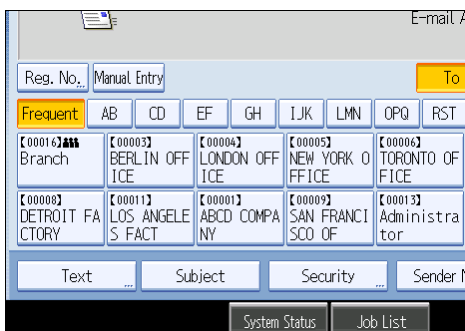 E-mail A
Reg. No. Manual Entry To
Frequent AB CD EF GH IJK LMN OPQ RST
【00016】 【00003】 【00004】 【00005】 【00006】
Branch BERLIN OFF LONDON OFF NEW YORK O TORONTO OF
ICE ICE FFICE FICE
【00008】 【00011】 【00001】 【00009】 【00013】
DETROIT FA LOS ANGELE ABCD COMPA SAN FRANCI Administra
CTORY S FACT NY SCO OF tor
Text Subject Security Sender N
System Status Job List